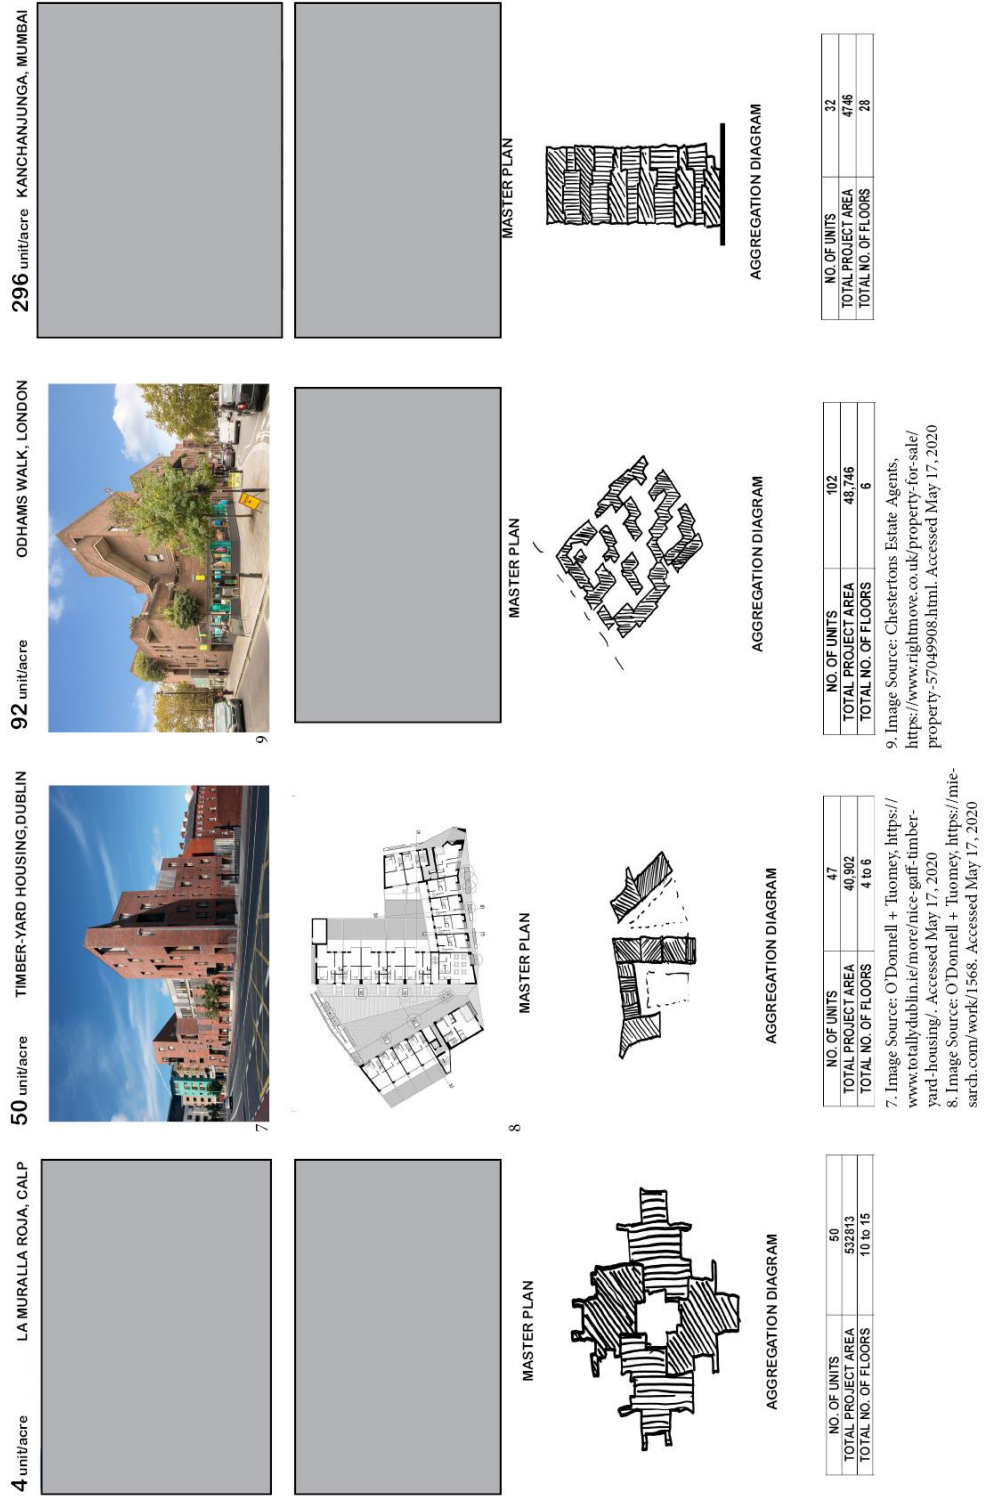 4 unit/acre LA MURALLA ROJA, CALP
MASTER PLAN
AGGREGATION DIAGRAM
NO. OF UNITS 50
TOTAL PROJECT AREA 532813
TOTAL NO. OF FLOORS 10 to 15
50 unit/acre TIMBER-YARD HOUSING,DUBLIN
7
8
MASTER PLAN
AGGREGATION DIAGRAM
NO. OF UNITS 47
TOTAL PROJECT AREA 40,902
TOTAL NO. OF FLOORS 4 to 6
7. Image Source: O'Donnell + Tuomey, https://
www.totallydublin.ie/more/nice-gaff-timber-
yard-housing/. Accessed May 17, 2020
8. Image Source: O'Donnell + Tuomey, https://mie-
sarch.com/work/1568. Accessed May 17, 2020
92 unit/acre ODHAMS WALK, LONDON
9
MASTER PLAN
AGGREGATION DIAGRAM
NO. OF UNITS 102
TOTAL PROJECT AREA 48,746
TOTAL NO. OF FLOORS 6
9. Image Source: Chestertons Estate Agents,
https://www.rightmove.co.uk/property-for-sale/
property-57049908.html. Accessed May 17, 2020
296 unit/acre KANCHANJUNGA, MUMBAI
MASTER PLAN
AGGREGATION DIAGRAM
NO. OF UNITS 32
TOTAL PROJECT AREA 4746
TOTAL NO. OF FLOORS 28